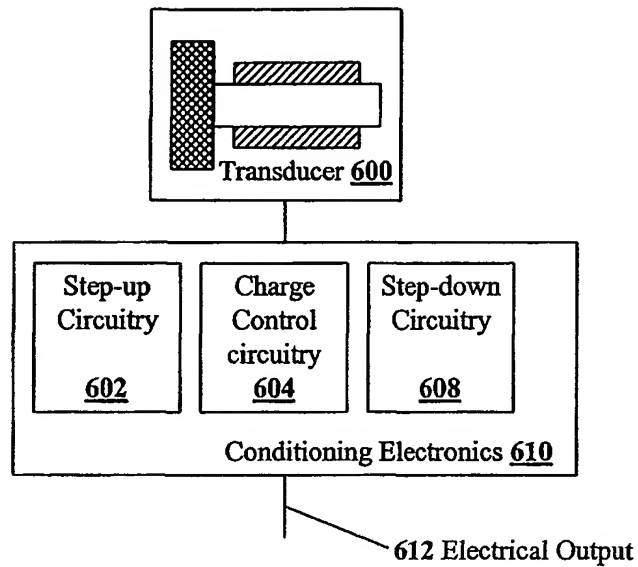 Transducer 600
Step-up
Circuitry
602
Charge
Control
circuitry
604
Step-down
Circuitry
608
Conditioning Electronics 610
612 Electrical Output